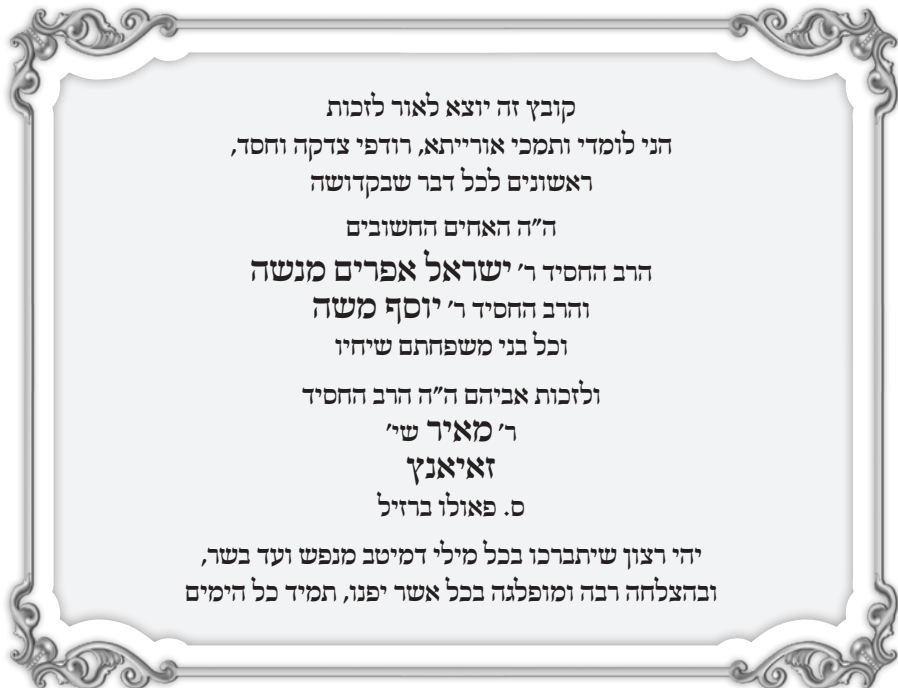 קובץ זה יוצא לאור לזכות
הני לומדי ותמכי אורייתא, רודפי צדקה וחסד,
ראשונים לכל דבר שבקדושה
ה״ה האחים החשובים
הרב החסיד ר׳ ישראל אפרים מנשה
והרב החסיד ר׳ יוסף משה
וכל בני משפחתם שיחיו
ולזכות אביהם ה״ה הרב החסיד
ר׳ מאיר שי׳
זאיאנץ
ס. פאולו ברזיל
יהי רצון שיתברכו בכל מילי דמיטב מנפש ועד בשר,
ובהצלחה רבה ומופלגה בכל אשר יפנו, תמיד כל הימים